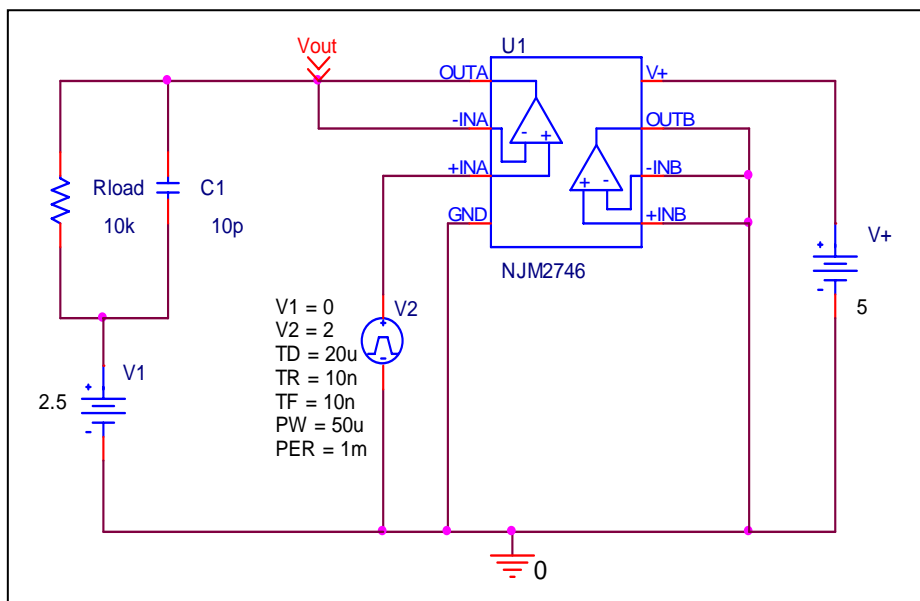 Vout
U1
OUTA
V+
-INA
OUTB
+INA
-INB
GND
+INB
- +
+ -
NJM2746
Rload
10k
C1
10p
V+
+
-
5
V1 = 0
V2 = 2
TD = 20u
TR = 10n
TF = 10n
PW = 50u
PER = 1m
V2
+
-
V1
2.5
+
-
0